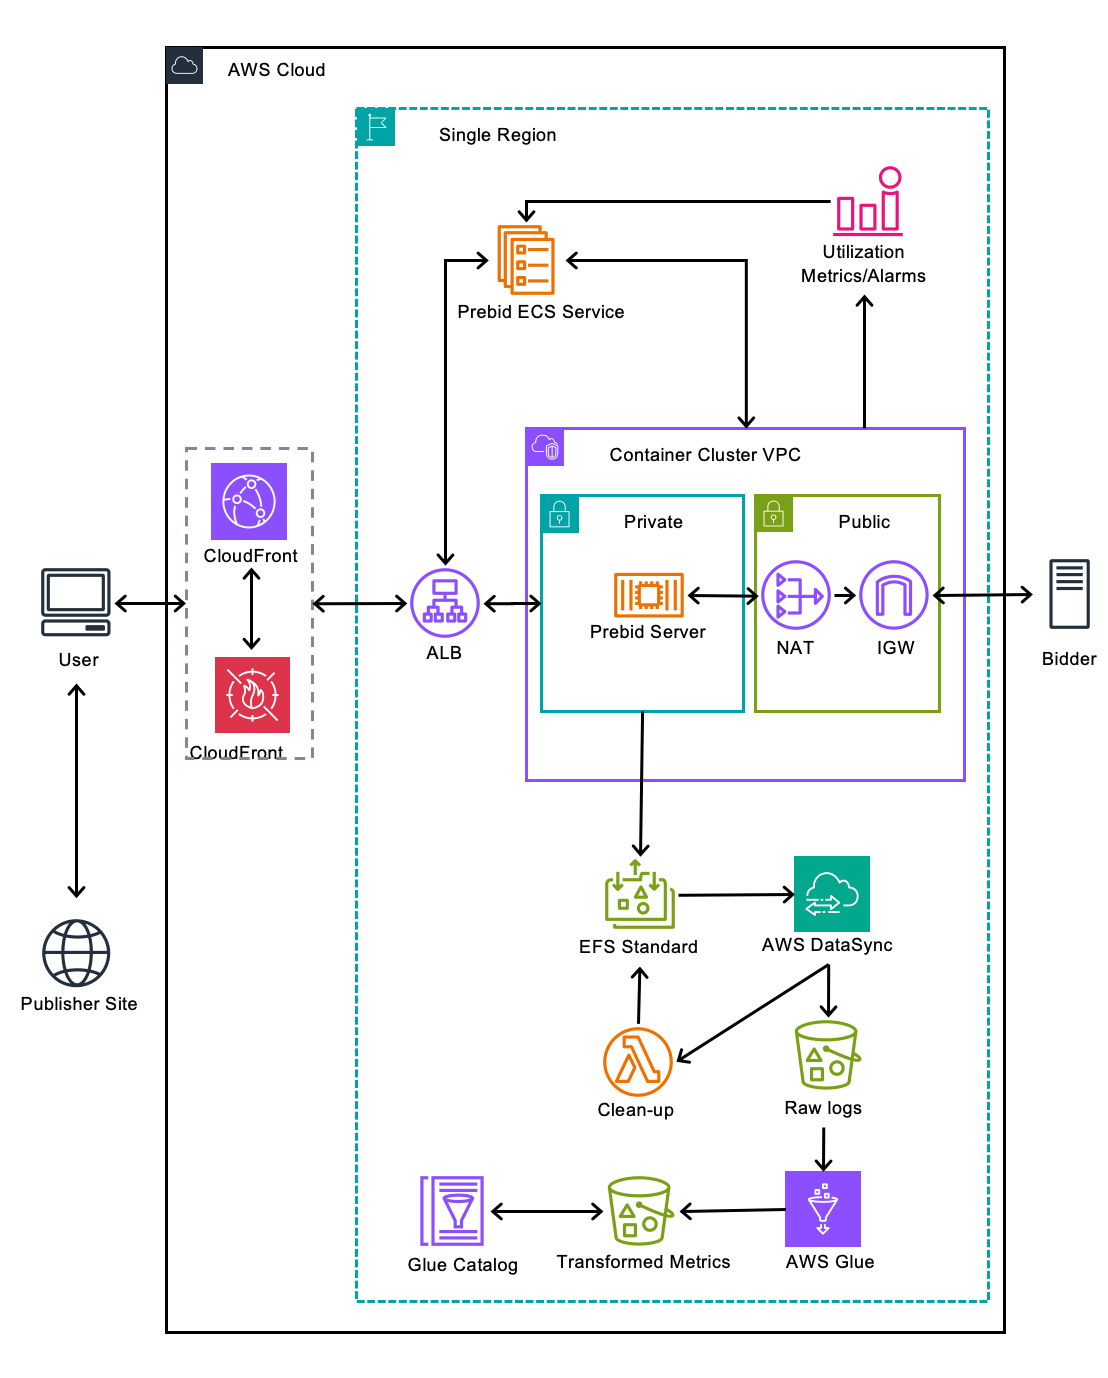 AWS Cloud
Single Region
Utilization
Metrics/Alarms
Prebid ECS Service
Container Cluster VPC
Private
Public
CloudFront
Prebid Server
NAT
IGW
ALB
User
Bidder
CloudFront
EFS Standard
AWS DataSync
Publisher Site
Clean-up
Raw logs
Glue Catalog
Transformed Metrics
AWS Glue